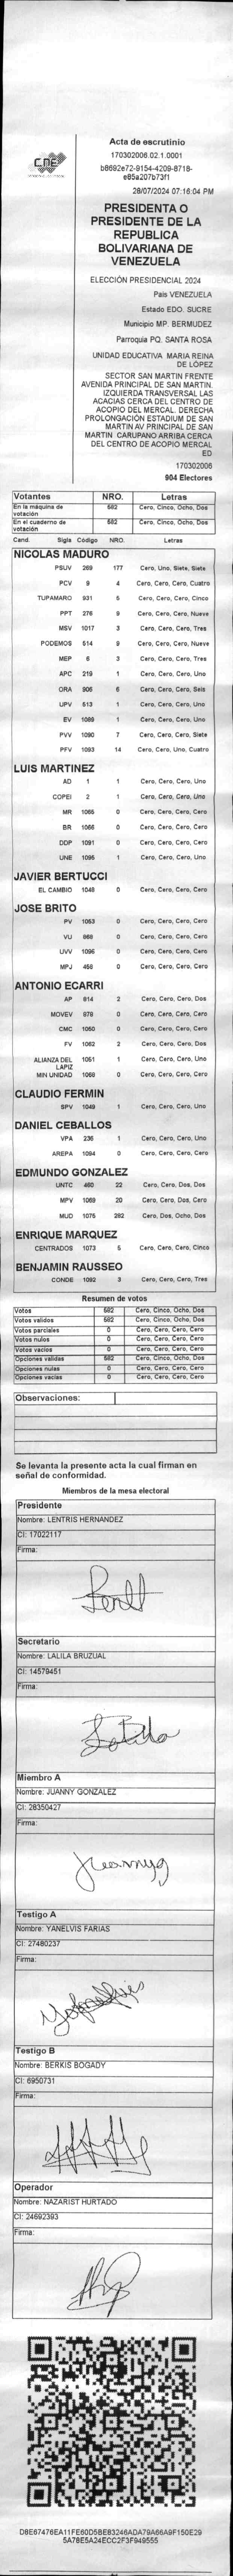 CNE
Acta de escrutinio
170302006.02.1.0001
b8692e72-9154-4209-8718-
e85a207b73f1
28/07/2024 07:16:04 PM
PRESIDENTA O
PRESIDENTE DE LA
REPUBLICA
BOLIVARIANA DE
VENEZUELA
ELECCIÓN PRESIDENCIAL 2024
País VENEZUELA
Estado EDO. SUCRE
Municipio MP. BERMUDEZ
Parroquia PQ. SANTA ROSA
UNIDAD EDUCATIVA MARIA REINA
DE LÓPEZ
SECTOR SAN MARTIN FRENTE
AVENIDA PRINCIPAL DE SAN MARTIN.
IZQUIERDA TRANSVERSAL LAS
ACACIAS CERCA DEL CENTRO DE
ACOPIO DEL MERCAL. DERECHA
PROLONGACIÓN ESTADIUM DE SAN
MARTIN AV PRINCIPAL DE SAN
MARTIN CARUPANO ARRIBA CERCA
DEL CENTRO DE ACOPIO MERCAL
ED
170302006
904 Electores
Votantes NRO. Letras
En la máquina de votación 582 Cero, Cinco, Ocho, Dos
En el cuaderno de votación 582 Cero, Cinco, Ocho, Dos
Cand. Sigla Código NRO. Letras
NICOLAS MADURO
PSUV 269 177 Cero, Uno, Siete, Siete
PCV 9 4 Cero, Cero, Cero, Cuatro
TUPAMARO 931 5 Cero, Cero, Cero, Cinco
PPT 276 9 Cero, Cero, Cero, Nueve
MSV 1017 3 Cero, Cero, Cero, Tres
PODEMOS 514 9 Cero, Cero, Cero, Nueve
MEP 6 3 Cero, Cero, Cero, Tres
APC 219 1 Cero, Cero, Cero, Uno
ORA 906 6 Cero, Cero, Cero, Seis
UPV 513 1 Cero, Cero, Cero, Uno
EV 1089 1 Cero, Cero, Cero, Uno
PVV 1090 7 Cero, Cero, Cero, Siete
PFV 1093 14 Cero, Cero, Uno, Cuatro
LUIS MARTINEZ
AD 1 1 Cero, Cero, Cero, Uno
COPEI 2 1 Cero, Cero, Cero, Uno
MR 1065 0 Cero, Cero, Cero, Cero
BR 1066 0 Cero, Cero, Cero, Cero
DDP 1091 0 Cero, Cero, Cero, Cero
UNE 1095 1 Cero, Cero, Cero, Uno
JAVIER BERTUCCI
EL CAMBIO 1048 0 Cero, Cero, Cero, Cero
JOSE BRITO
PV 1053 0 Cero, Cero, Cero, Cero
VU 868 0 Cero, Cero, Cero, Cero
UVV 1096 0 Cero, Cero, Cero, Cero
MPJ 458 0 Cero, Cero, Cero, Cero
ANTONIO ECARRI
AP 814 2 Cero, Cero, Cero, Dos
MOVEV 878 0 Cero, Cero, Cero, Cero
CMC 1050 0 Cero, Cero, Cero, Cero
FV 1062 2 Cero, Cero, Cero, Dos
ALIANZA DEL LAPIZ 1051 1 Cero, Cero, Cero, Uno
MIN UNIDAD 1068 0 Cero, Cero, Cero, Cero
CLAUDIO FERMIN
SPV 1049 1 Cero, Cero, Cero, Uno
DANIEL CEBALLOS
VPA 236 1 Cero, Cero, Cero, Uno
AREPA 1094 0 Cero, Cero, Cero, Cero
EDMUNDO GONZALEZ
UNTC 460 22 Cero, Cero, Dos, Dos
MPV 1069 20 Cero, Cero, Dos, Cero
MUD 1075 282 Cero, Dos, Ocho, Dos
ENRIQUE MARQUEZ
CENTRADOS 1073 5 Cero, Cero, Cero, Cinco
BENJAMIN RAUSSEO
CONDE 1092 3 Cero, Cero, Cero, Tres
Resumen de votos
Votos 582 Cero, Cinco, Ocho, Dos
Votos validos 582 Cero, Cinco, Ocho, Dos
Votos parciales 0 Cero, Cero, Cero, Cero
Votos nulos 0 Cero, Cero, Cero, Cero
Votos vacios 0 Cero, Cero, Cero, Cero
Opciones validas 582 Cero, Cinco, Ocho, Dos
Opciones nulas 0 Cero, Cero, Cero, Cero
Opciones vacias 0 Cero, Cero, Cero, Cero
Observaciones:
Se levanta la presente acta la cual firman en
señal de conformidad.
Miembros de la mesa electoral
Presidente
Nombre: LENTRIS HERNANDEZ
CI: 17022117
Firma:
Secretario
Nombre: LALILA BRUZUAL
CI: 14579451
Firma:
Miembro A
Nombre: JUANNY GONZALEZ
CI: 28350427
Firma:
Juannyg
Testigo A
Nombre: YANELVIS FARIAS
CI: 27480237
Firma:
Testigo B
Nombre: BERKIS BOGADY
CI: 6950731
Firma:
Operador
Nombre: NAZARIST HURTADO
CI: 24692393
Firma:
D8E67476EA11FE60D5BE83246ADA79A66A9F150E29
5A78E5A24ECC2F3F949555